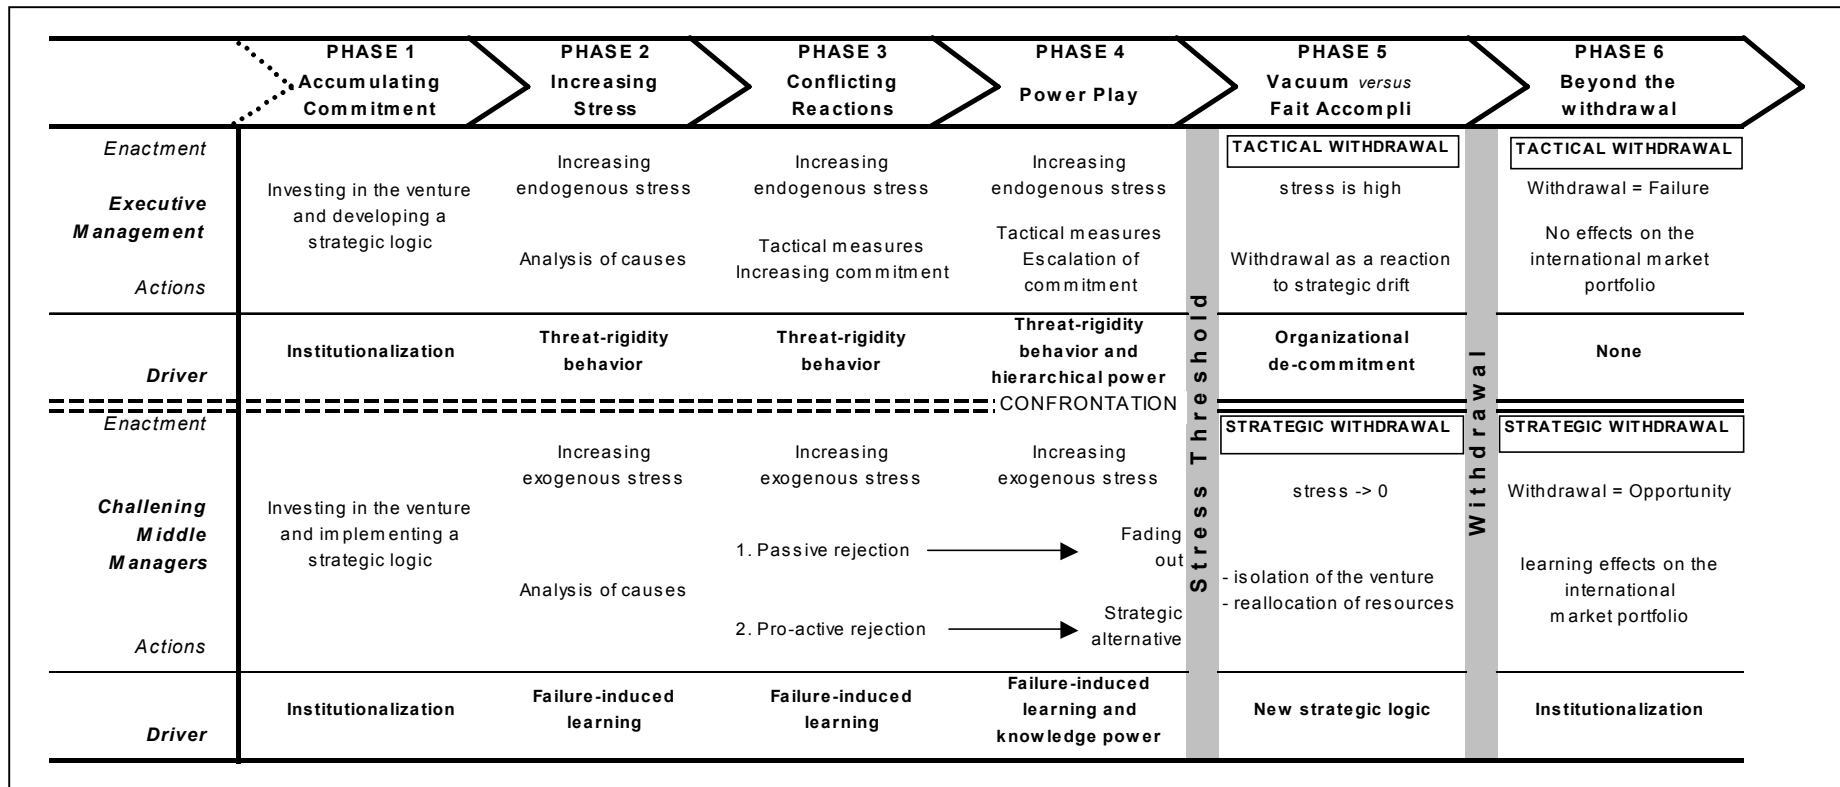 PHASE 1
Accumulating
Commitment
PHASE 2
Increasing
Stress
PHASE 3
Conflicting
Reactions
PHASE 4
Power Play
PHASE 5
Vacuum versus
Fait Accompli
PHASE 6
Beyond the
withdrawal
Enactment
Executive
Management
Actions
Investing in the venture
and developing a
strategic logic
Increasing
endogenous stress
Analysis of causes
Increasing
endogenous stress
Tactical measures
Increasing commitment
Increasing
endogenous stress
Tactical measures
Escalation of
commitment
TACTICAL WITHDRAWAL
stress is high
Withdrawal as a reaction
to strategic drift
TACTICAL WITHDRAWAL
Withdrawal = Failure
No effects on the
international market
portfolio
Driver
Institutionalization
Threat-rigidity
behavior
Threat-rigidity
behavior
Threat-rigidity
behavior and
hierarchical power
Organizational
de-commitment
None
CONFRONTATION
Stress Threshold
Withdrawal
Enactment
Challening
Middle
Managers
Actions
Investing in the venture
and implementing a
strategic logic
Increasing
exogenous stress
Analysis of causes
Increasing
exogenous stress
1. Passive rejection
2. Pro-active rejection
Increasing
exogenous stress
Fading
out
Strategic
alternative
STRATEGIC WITHDRAWAL
stress -> 0
- isolation of the venture
- reallocation of resources
STRATEGIC WITHDRAWAL
Withdrawal = Opportunity
learning effects on the
international
market portfolio
Driver
Institutionalization
Failure-induced
learning
Failure-induced
learning
Failure-induced
learning and
knowledge power
New strategic logic
Institutionalization